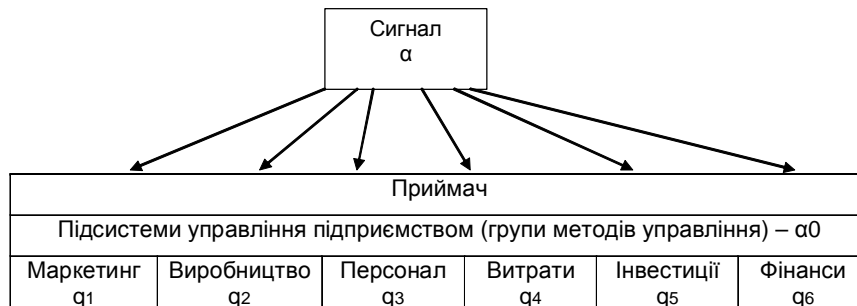 Сигнал
α
Приймач
Підсистеми управління підприємством (групи методів управління) – α0
Маркетинг Виробництво Персонал Витрати Інвестиції Фінанси
q1 q2 q3 q4 q5 q6